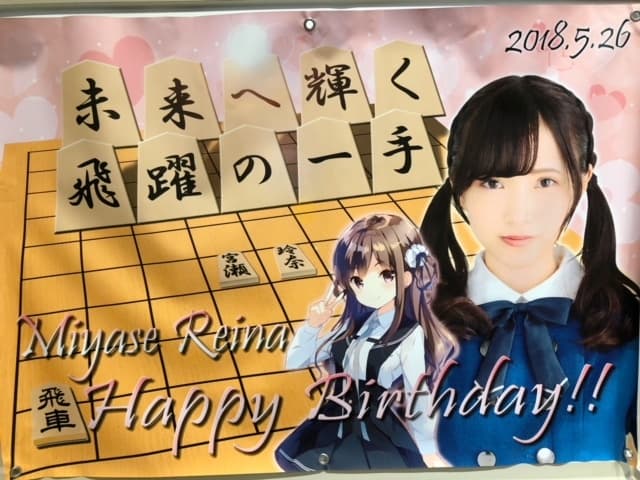 2018.5.26
未来へ輝く
飛躍の一手
宮瀬
玲奈
Miyase Reina
飛車
Happy Birthday!!